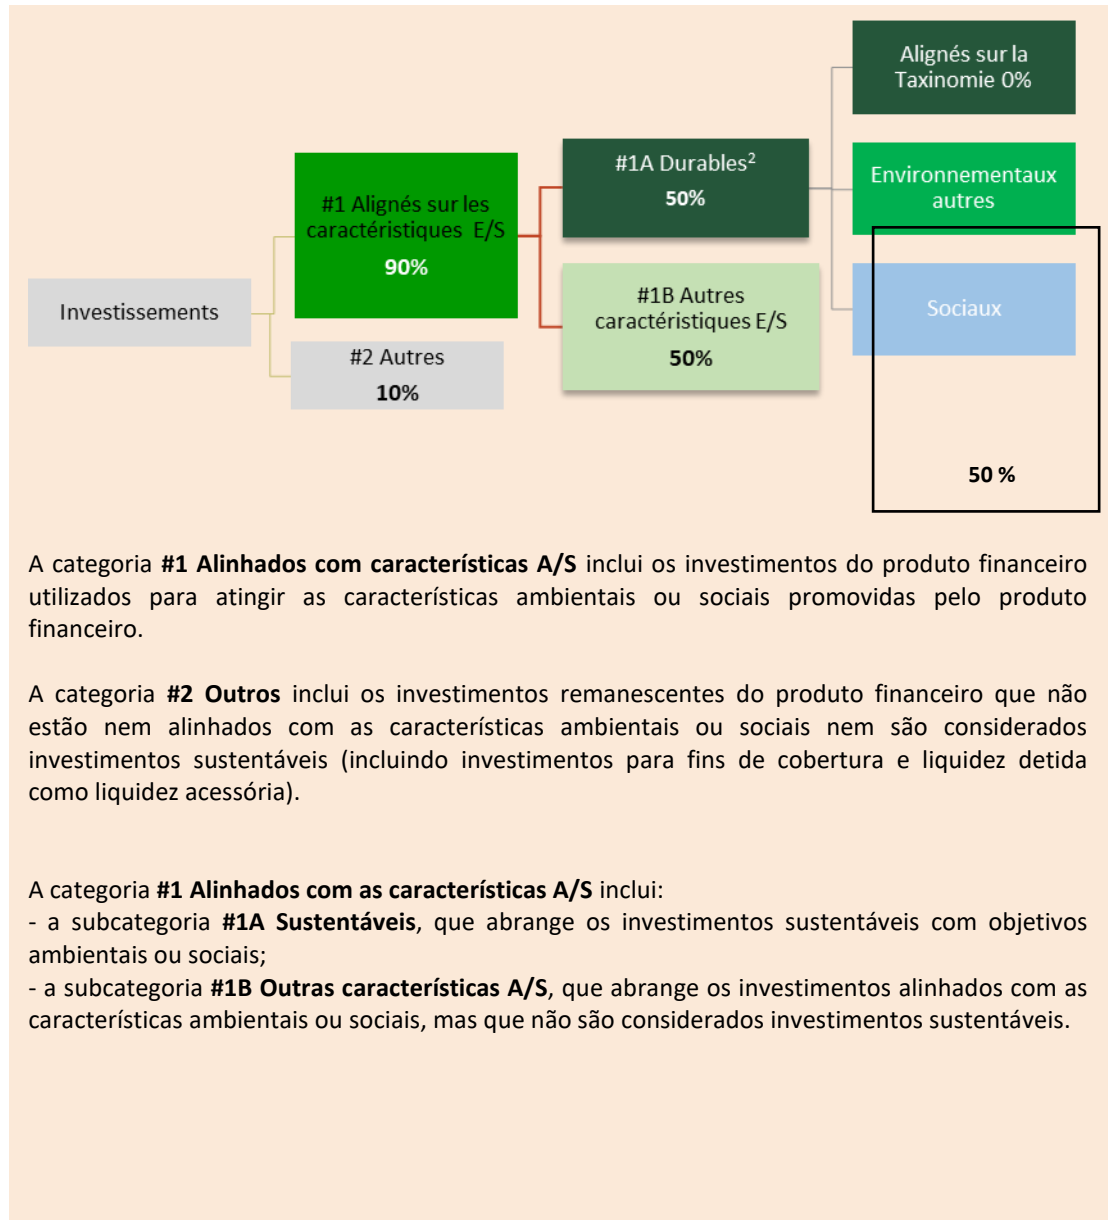 Alignés sur la
Taxinomie 0%
#1A Durables²
50%
Environnementaux
autres
#1 Alignés sur les
caractéristiques E/S
90%
#1B Autres
caractéristiques E/S
50%
Sociaux
Investissements
#2 Autres
10%
50 %
A categoria #1 Alinhados com características A/S inclui os investimentos do produto financeiro
utilizados para atingir as características ambientais ou sociais promovidas pelo produto
financeiro.
A categoria #2 Outros inclui os investimentos remanescentes do produto financeiro que não
estão nem alinhados com as características ambientais ou sociais nem são considerados
investimentos sustentáveis (incluindo investimentos para fins de cobertura e liquidez detida
como liquidez acessória).
A categoria #1 Alinhados com as características A/S inclui:
- a subcategoria #1A Sustentáveis, que abrange os investimentos sustentáveis com objetivos
ambientais ou sociais;
- a subcategoria #1B Outras características A/S, que abrange os investimentos alinhados com as
características ambientais ou sociais, mas que não são considerados investimentos sustentáveis.